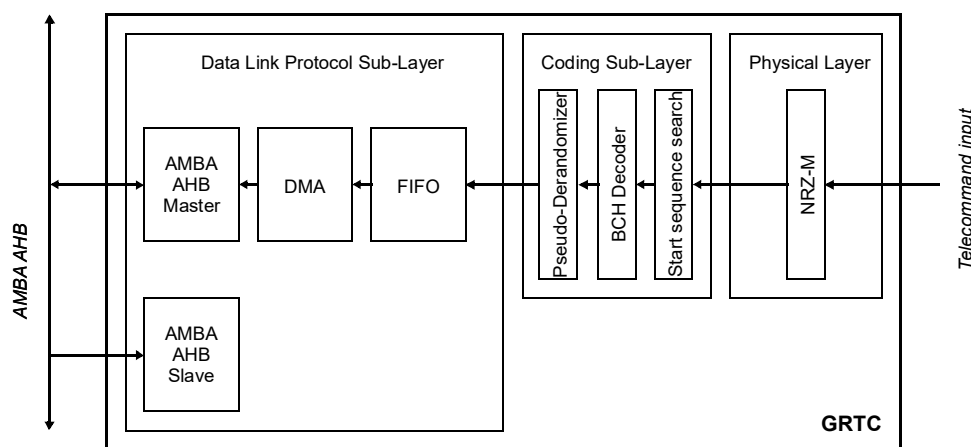 Data Link Protocol Sub-Layer
Coding Sub-Layer
Physical Layer
AMBA
AHB
Master
DMA
FIFO
Pseudo-Derandomizer
BCH Decoder
Start sequence search
NRZ-M
Telecommand input
AMBA AHB
AMBA
AHB
Slave
GRTC